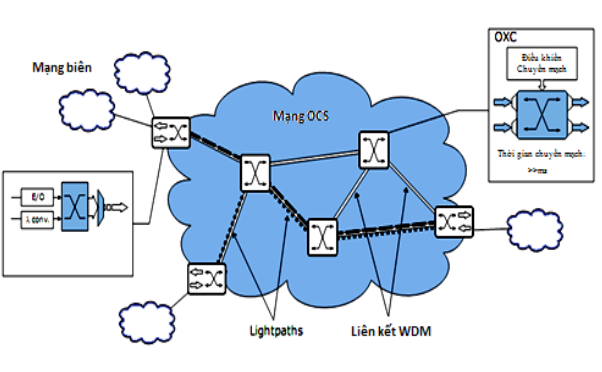 OXC
Điều khiển
Chuyển mạch
Thời gian chuyển mạch:
>>ms
Mạng biên
Mạng OCS
E/O
λ conv.
Lightpaths
Liên kết WDM